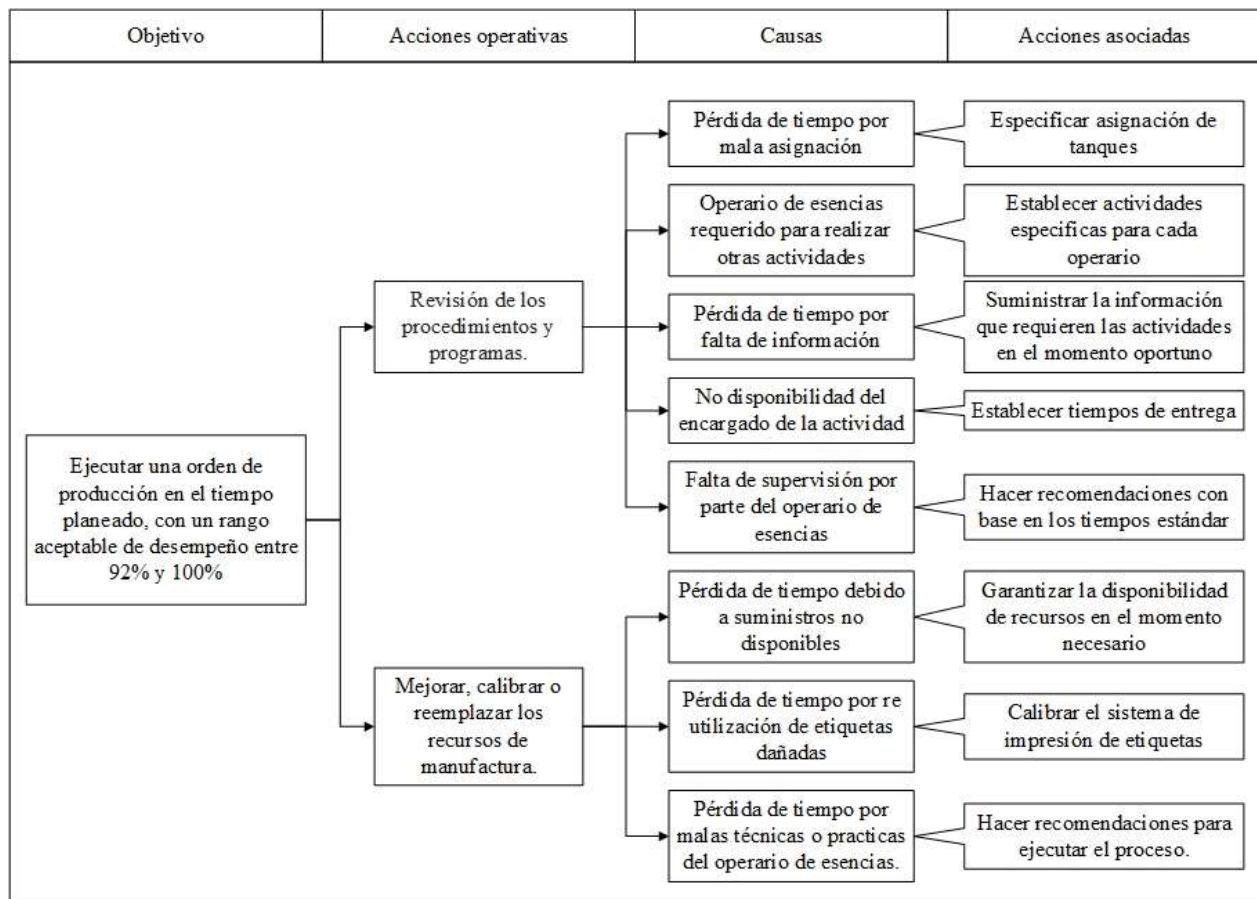 Objetivo
Acciones operativas
Causas
Acciones asociadas
Ejecutar una orden de
producción en el tiempo
planeado, con un rango
aceptable de desempeño entre
92% y 100%
Revisión de los
procedimientos y
programas.
Pérdida de tiempo por
mala asignación
Especificar asignación de
tanques
Operario de esencias
requerido para realizar
otras actividades
Establecer actividades
especificas para cada
operario
Pérdida de tiempo por
falta de información
Suministrar la información
que requieren las actividades
en el momento oportuno
No disponibilidad del
encargado de la actividad
Establecer tiempos de entrega
Falta de supervisión por
parte del operario de
esencias
Hacer recomendaciones con
base en los tiempos estándar
Mejorar, calibrar o
reemplazar los
recursos de
manufactura.
Pérdida de tiempo debido
a suministros no
disponibles
Garantizar la disponibilidad
de recursos en el momento
necesario
Pérdida de tiempo por re
utilización de etiquetas
dañadas
Calibrar el sistema de
impresión de etiquetas
Pérdida de tiempo por
malas técnicas o practicas
del operario de esencias.
Hacer recomendaciones para
ejecutar el proceso.